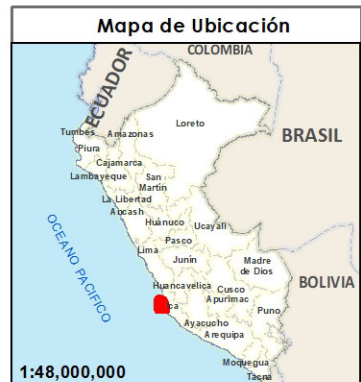 Mapa de Ubicación
COLOMBIA
ECUADOR
Loreto
Tumbes
Amazonas
Piura
BRASIL
Cajamarca
Lambayeque
San
Martin
La Libertad
Ancash
Huánuco
Ucayali
OCEANO PACIFICO
Pasco
Lima
Junín
Madre
de Dios
Huancavelica
Cusco
BOLIVIA
Apurimac
Puno
Ayacucho
Arequipa
Moquegua
1:48,000,000
Tacna